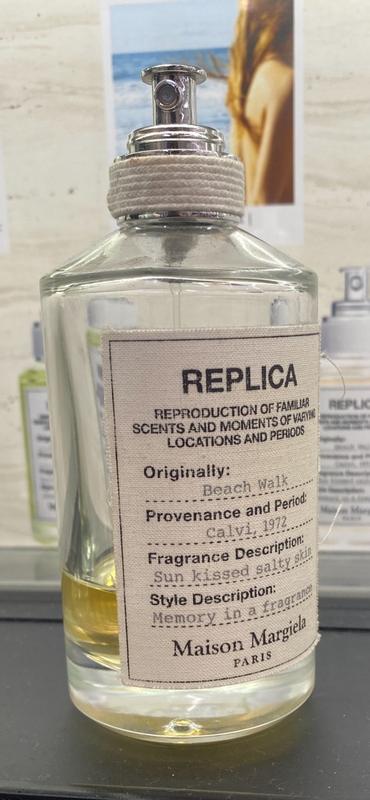 REPLICA
REPRODUCTION OF FAMILIAR
SCENTS AND MOMENTS OF VARYING
LOCATIONS AND PERIODS
Originally:
Beach Walk
Provenance and Period:
Calvi, 1972
Fragrance Description:
Sun kissed salty skin
Style Description:
Memory in a fragrance
Maison Margiela
PARIS
REPLIC